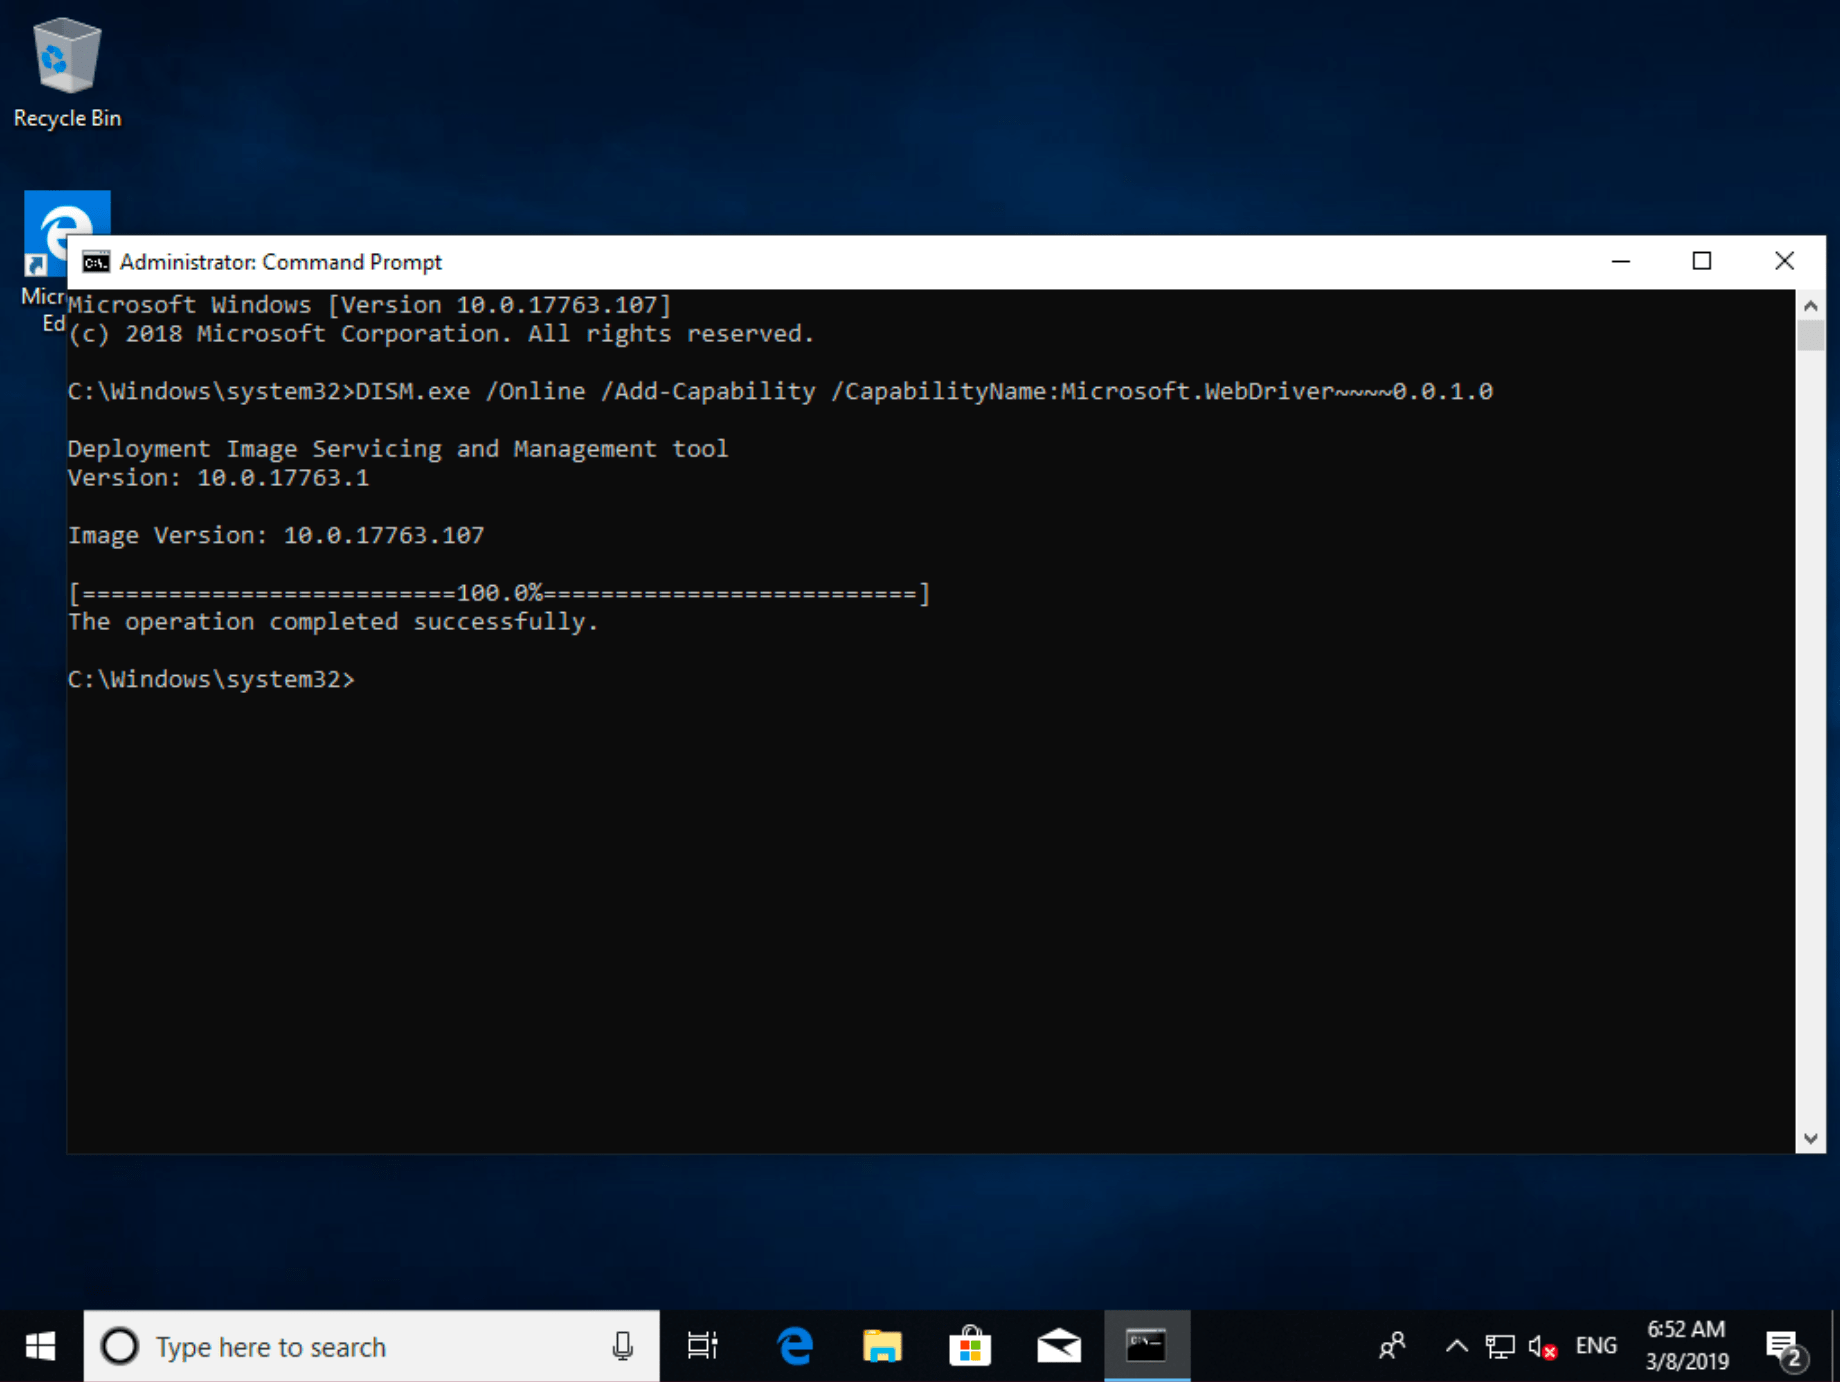 Recycle Bin
Micr
Ed
Administrator: Command Prompt
Microsoft Windows [Version 10.0.17763.107]
(c) 2018 Microsoft Corporation. All rights reserved.
C:\Windows\system32>DISM.exe /Online /Add-Capability /CapabilityName:Microsoft.WebDriver~~~~0.0.1.0
Deployment Image Servicing and Management tool
Version: 10.0.17763.1
Image Version: 10.0.17763.107
[==========================100.0%==========================]
The operation completed successfully.
C:\Windows\system32>
Type here to search
ENG
6:52 AM
3/8/2019
2